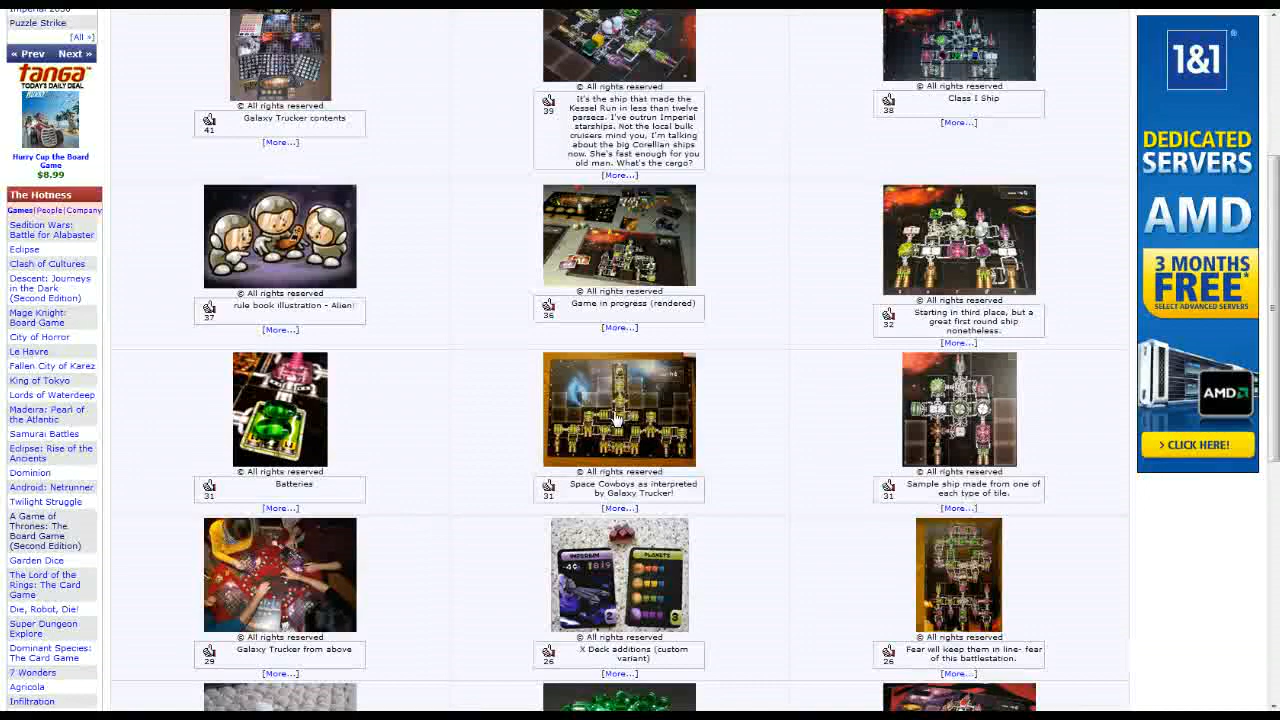 Puzzle Strike
[All »]
« Prev Next »
tanga
TODAY'S DAILY DEAL
Hurry Cup the Board
Game
$8.99
The Hotness
Games|People|Company
Sedition Wars:
Battle for Alabaster
Eclipse
Clash of Cultures
Descent: Journeys
in the Dark
(Second Edition)
Mage Knight:
Board Game
City of Horror
Le Havre
Fallen City of Karez
King of Tokyo
Lords of Waterdeep
Madeira: Pearl of
the Atlantic
Samurai Battles
Eclipse: Rise of the
Ancients
Dominion
Android: Netrunner
Twilight Struggle
A Game of
Thrones: The
Board Game
(Second Edition)
Garden Dice
The Lord of the
Rings: The Card
Game
Die, Robot, Die!
Super Dungeon
Explore
Dominant Species:
The Card Game
7 Wonders
Agricola
Infiltration
© All rights reserved
Galaxy Trucker contents
41
[More...]
© All rights reserved
It's the ship that made the
Kessel Run in less than twelve
parsecs. I've outrun Imperial
starships. Not the local bulk
cruisers mind you, I'm talking
about the big Corellian ships
now. She's fast enough for you
old man. What's the cargo?
39
[More...]
© All rights reserved
Class I Ship
38
[More...]
© All rights reserved
rule book illustration - Alien!
37
[More...]
© All rights reserved
Game in progress (rendered)
36
[More...]
© All rights reserved
Starting in third place, but a
great first round ship
nonetheless.
32
[More...]
© All rights reserved
Batteries
31
[More...]
© All rights reserved
Space Cowboys as interpreted
by Galaxy Trucker!
31
[More...]
© All rights reserved
Sample ship made from one of
each type of tile.
31
[More...]
© All rights reserved
Galaxy Trucker from above
29
[More...]
IMPERIUM
PLANETS
2
3
© All rights reserved
X Deck additions (custom
variant)
26
[More...]
© All rights reserved
Fear will keep them in line- fear
of this battlestation.
26
[More...]
1&1
®
DEDICATED
SERVERS
AMD
3 MONTHS
FREE*
SELECT ADVANCED SERVERS
AMD
> CLICK HERE!